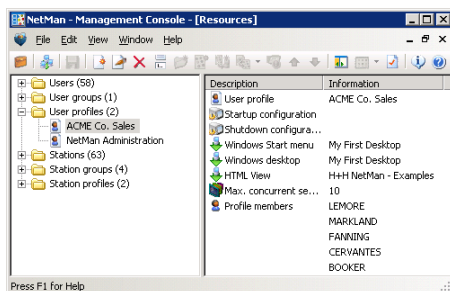 NetMan - Management Console - [Resources]
File Edit View Window Help
Users (58)
User groups (1)
User profiles (2)
ACME Co. Sales
NetMan Administration
Stations (63)
Station groups (4)
Station profiles (2)
Description Information
User profile ACME Co. Sales
Startup configuration
Shutdown configura...
Windows Start menu My First Desktop
Windows desktop My First Desktop
HTML View H+H NetMan - Examples
Max. concurrent se... 10
Profile members LEMORE
MARKLAND
FANNING
CERVANTES
BOOKER
Press F1 for Help